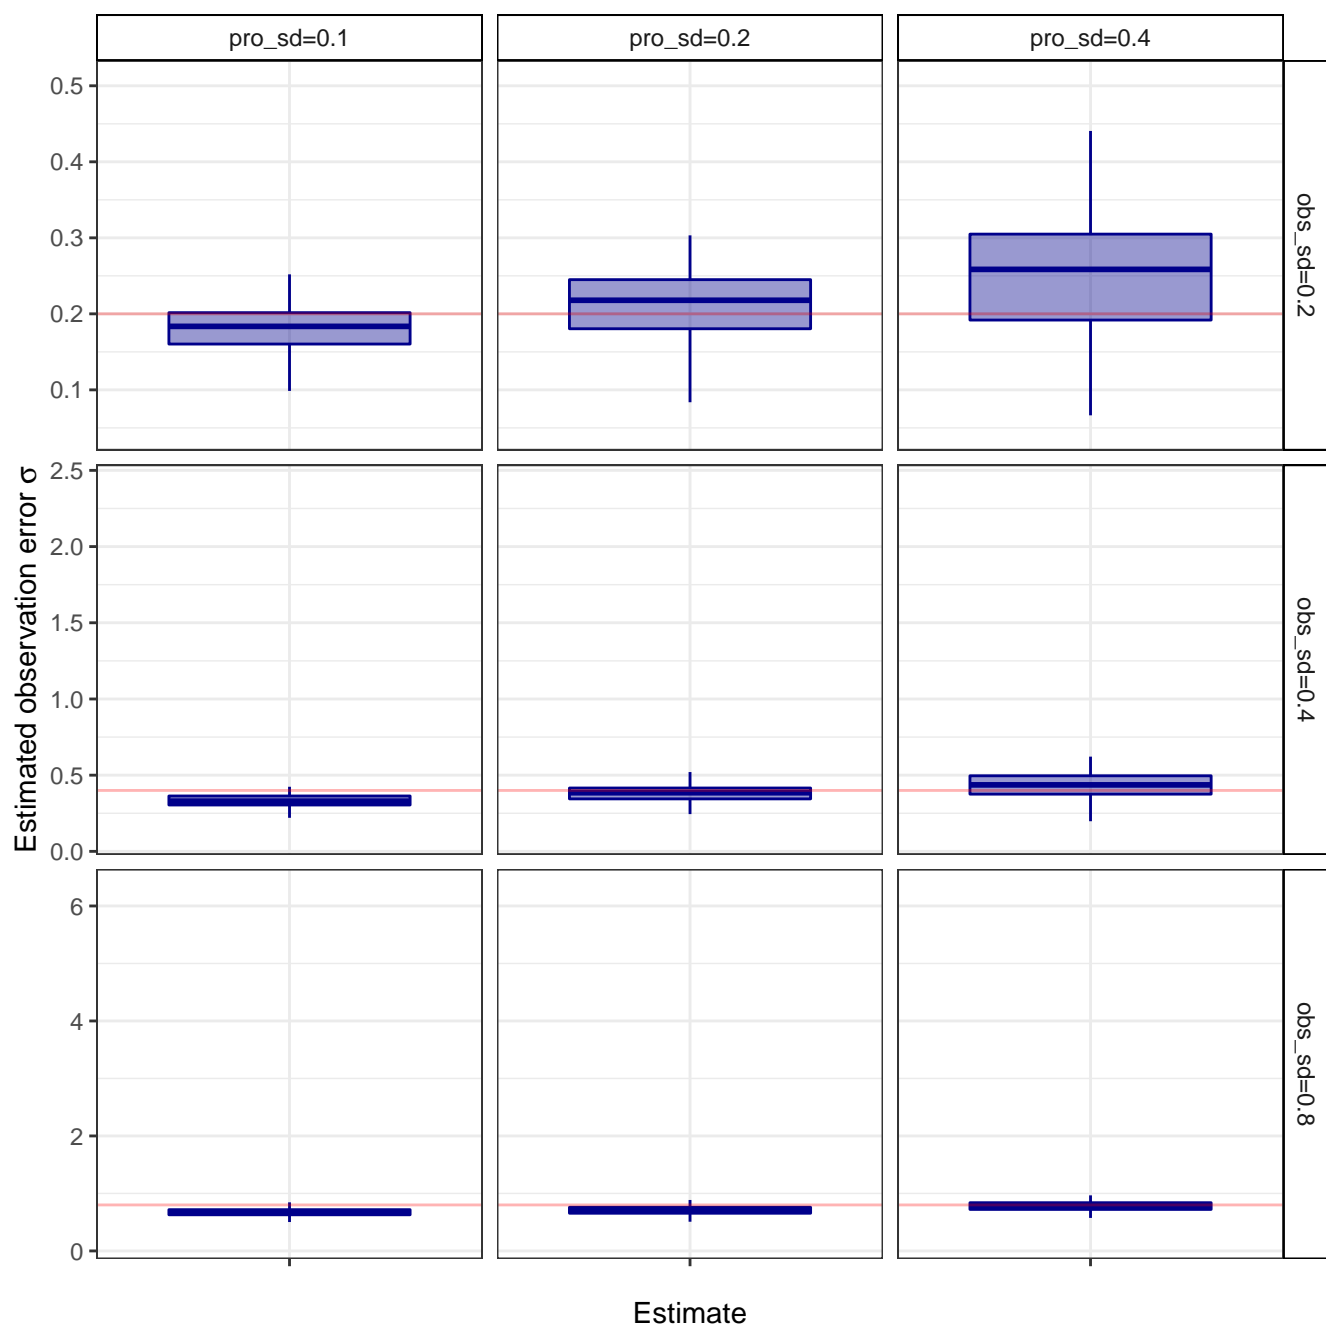 pro_sd=0.1
pro_sd=0.2
pro_sd=0.4
Estimated observation error σ
0.5
0.4
0.3
0.2
0.1
obs_sd=0.2
2.5
2.0
1.5
1.0
0.5
0.0
obs_sd=0.4
6
4
2
0
obs_sd=0.8
Estimate